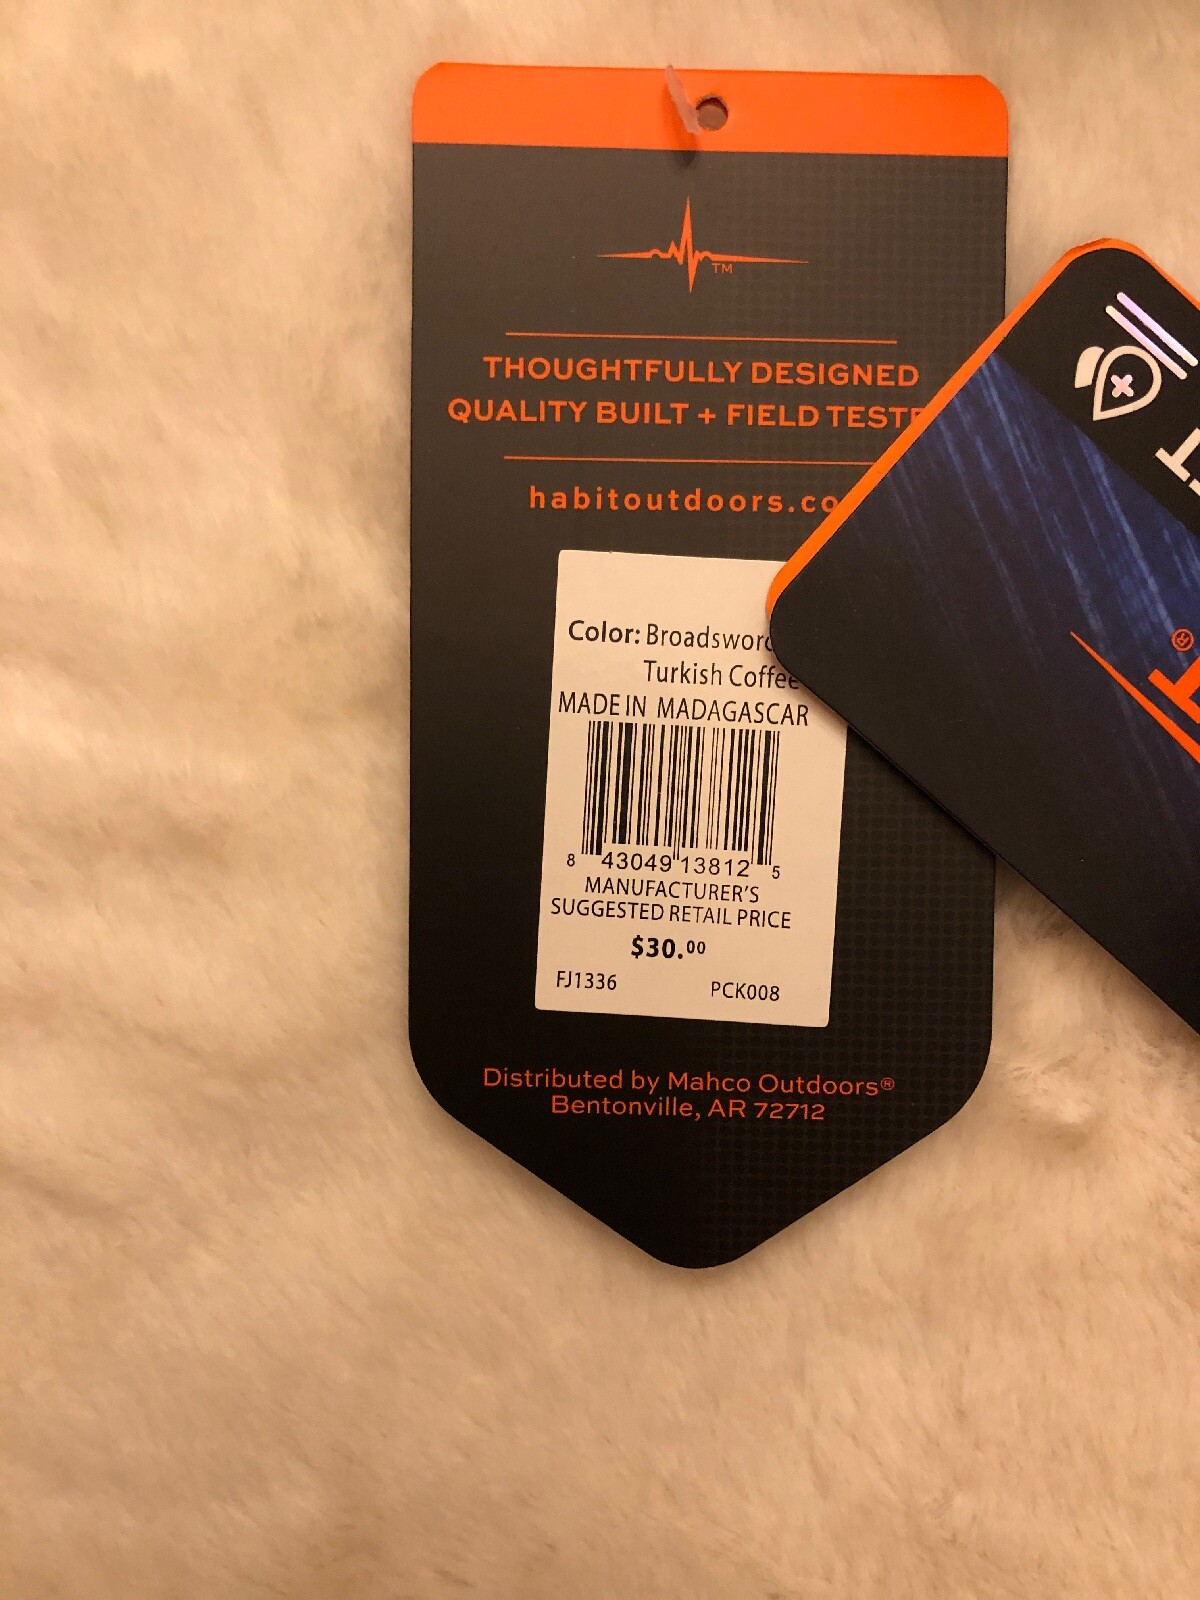 TM
THOUGHTFULLY DESIGNED
QUALITY BUILT + FIELD TESTE
habitoutdoors.co
Color: Broadsword
Turkish Coffee
MADE IN MADAGASCAR
8 43049 13812 5
MANUFACTURER'S
SUGGESTED RETAIL PRICE
$30.00
FJ1336 PCK008
Distributed by Mahco Outdoors®
Bentonville, AR 72712
®